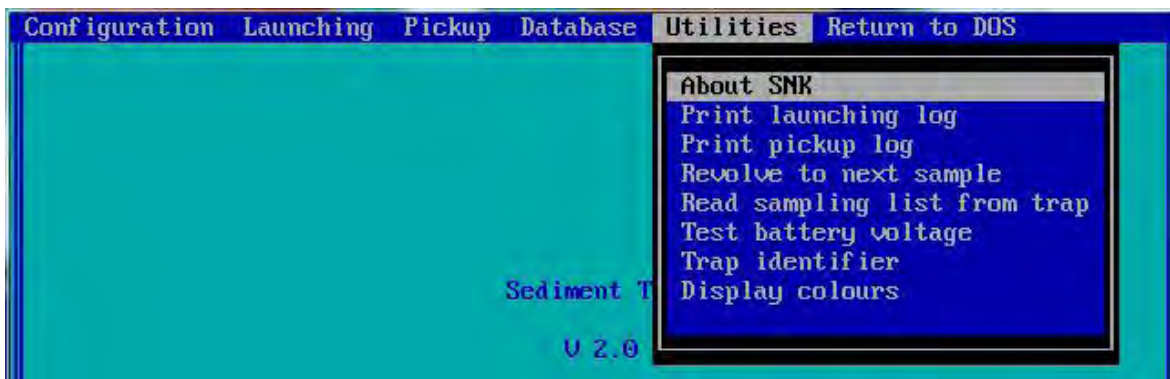 Configuration Launching Pickup Database Utilities Return to DOS
About SNK
Print launching log
Print pickup log
Revolve to next sample
Read sampling list from trap
Test battery voltage
Trap identifier
Display colours
Sediment T
V 2.0